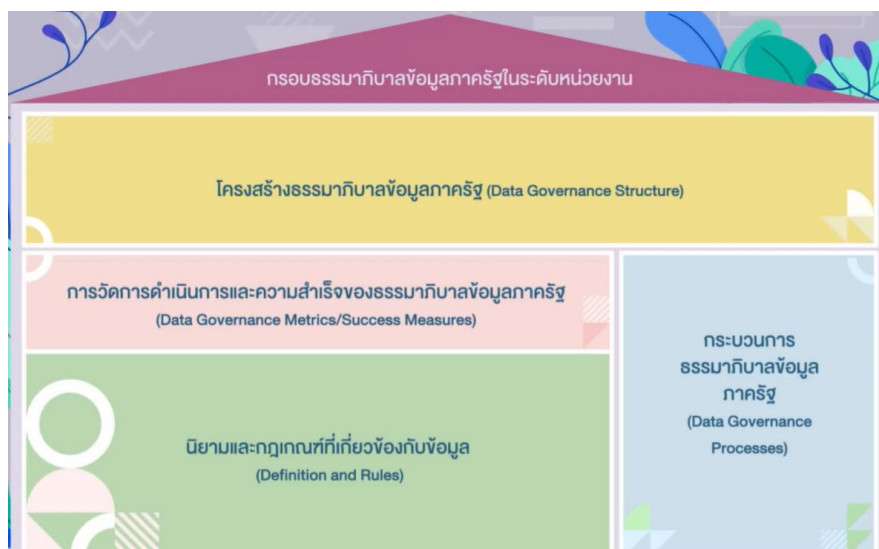 กรอบธรรมาภิบาลข้อมูลภาครัฐในระดับหน่วยงาน
โครงสร้างธรรมาภิบาลข้อมูลภาครัฐ (Data Governance Structure)
การวัดการดำเนินการและความสำเร็จของธรรมาภิบาลข้อมูลภาครัฐ
(Data Governance Metrics/Success Measures)
นิยามและกฎเกณฑ์ที่เกี่ยวข้องกับข้อมูล
(Definition and Rules)
กระบวนการ
ธรรมาภิบาลข้อมูล
ภาครัฐ
(Data Governance
Processes)